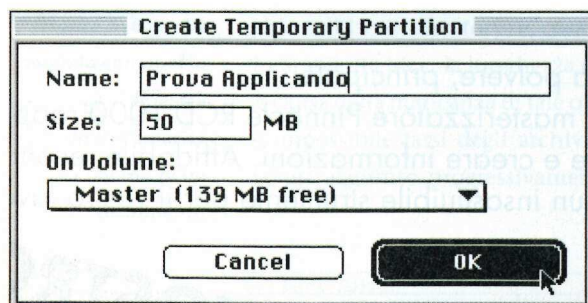 Create Temporary Partition
Name: Prova Applicando
Size: 50 MB
On Volume:
Master (139 MB free)
Cancel OK